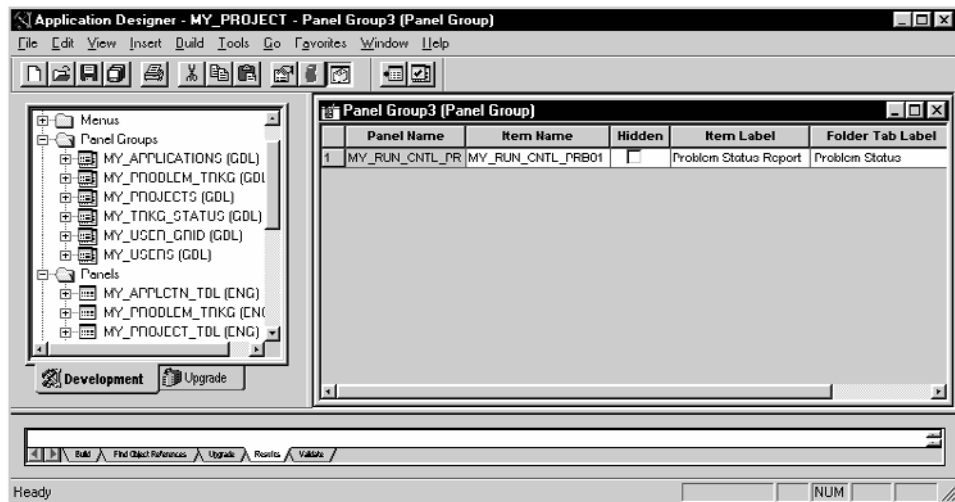 Application Designer - MY_PROJECT - Panel Group3 (Panel Group)
File Edit View Insert Build Tools Go Favorites Window Help
Menus
Panel Groups
MY_APPLICATIONS (GBL)
MY_PROBLEM_TRKG (GBL
MY_PROJECTS (GBL)
MY_TRKG_STATUS (GBL)
MY_USER_GRID (GBL)
MY_USERS (GBL)
Panels
MY_APPLCTN_TBL (ENG)
MY_PROBLEM_TRKG (EN
MY_PROJECT_TBL (ENG)
Development Upgrade
Panel Group3 (Panel Group)
Panel Name Item Name Hidden Item Label Folder Tab Label
1 MY_RUN_CNTL_PR MY_RUN_CNTL_PRB01 Problem Status Report Problem Status
Build Find Object References Upgrade Results Validate
Ready NUM